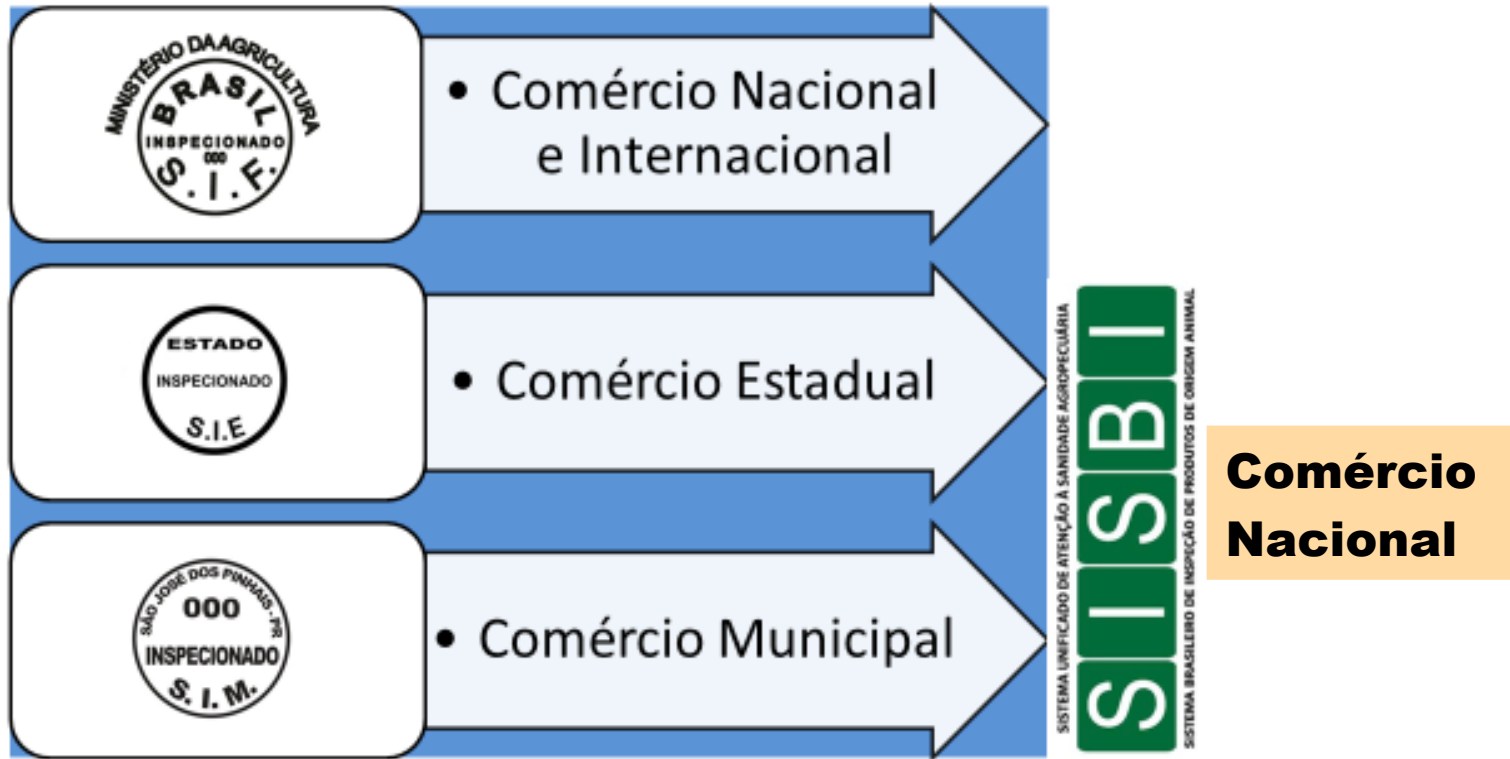 MINISTÉRIO DA AGRICULTURA
BRASIL
INSPECIONADO
000
S.I.F.
• Comércio Nacional
e Internacional
ESTADO
INSPECIONADO
S.I.E
• Comércio Estadual
SÃO JOSÉ DOS PINHAIS - PR
000
INSPECIONADO
S. I. M.
• Comércio Municipal
SISTEMA UNIFICADO DE ATENÇÃO À SANIDADE AGROPECUÁRIA
SISBI
SISTEMA BRASILEIRO DE INSPEÇÃO DE PRODUTOS DE ORIGEM ANIMAL
Comércio
Nacional